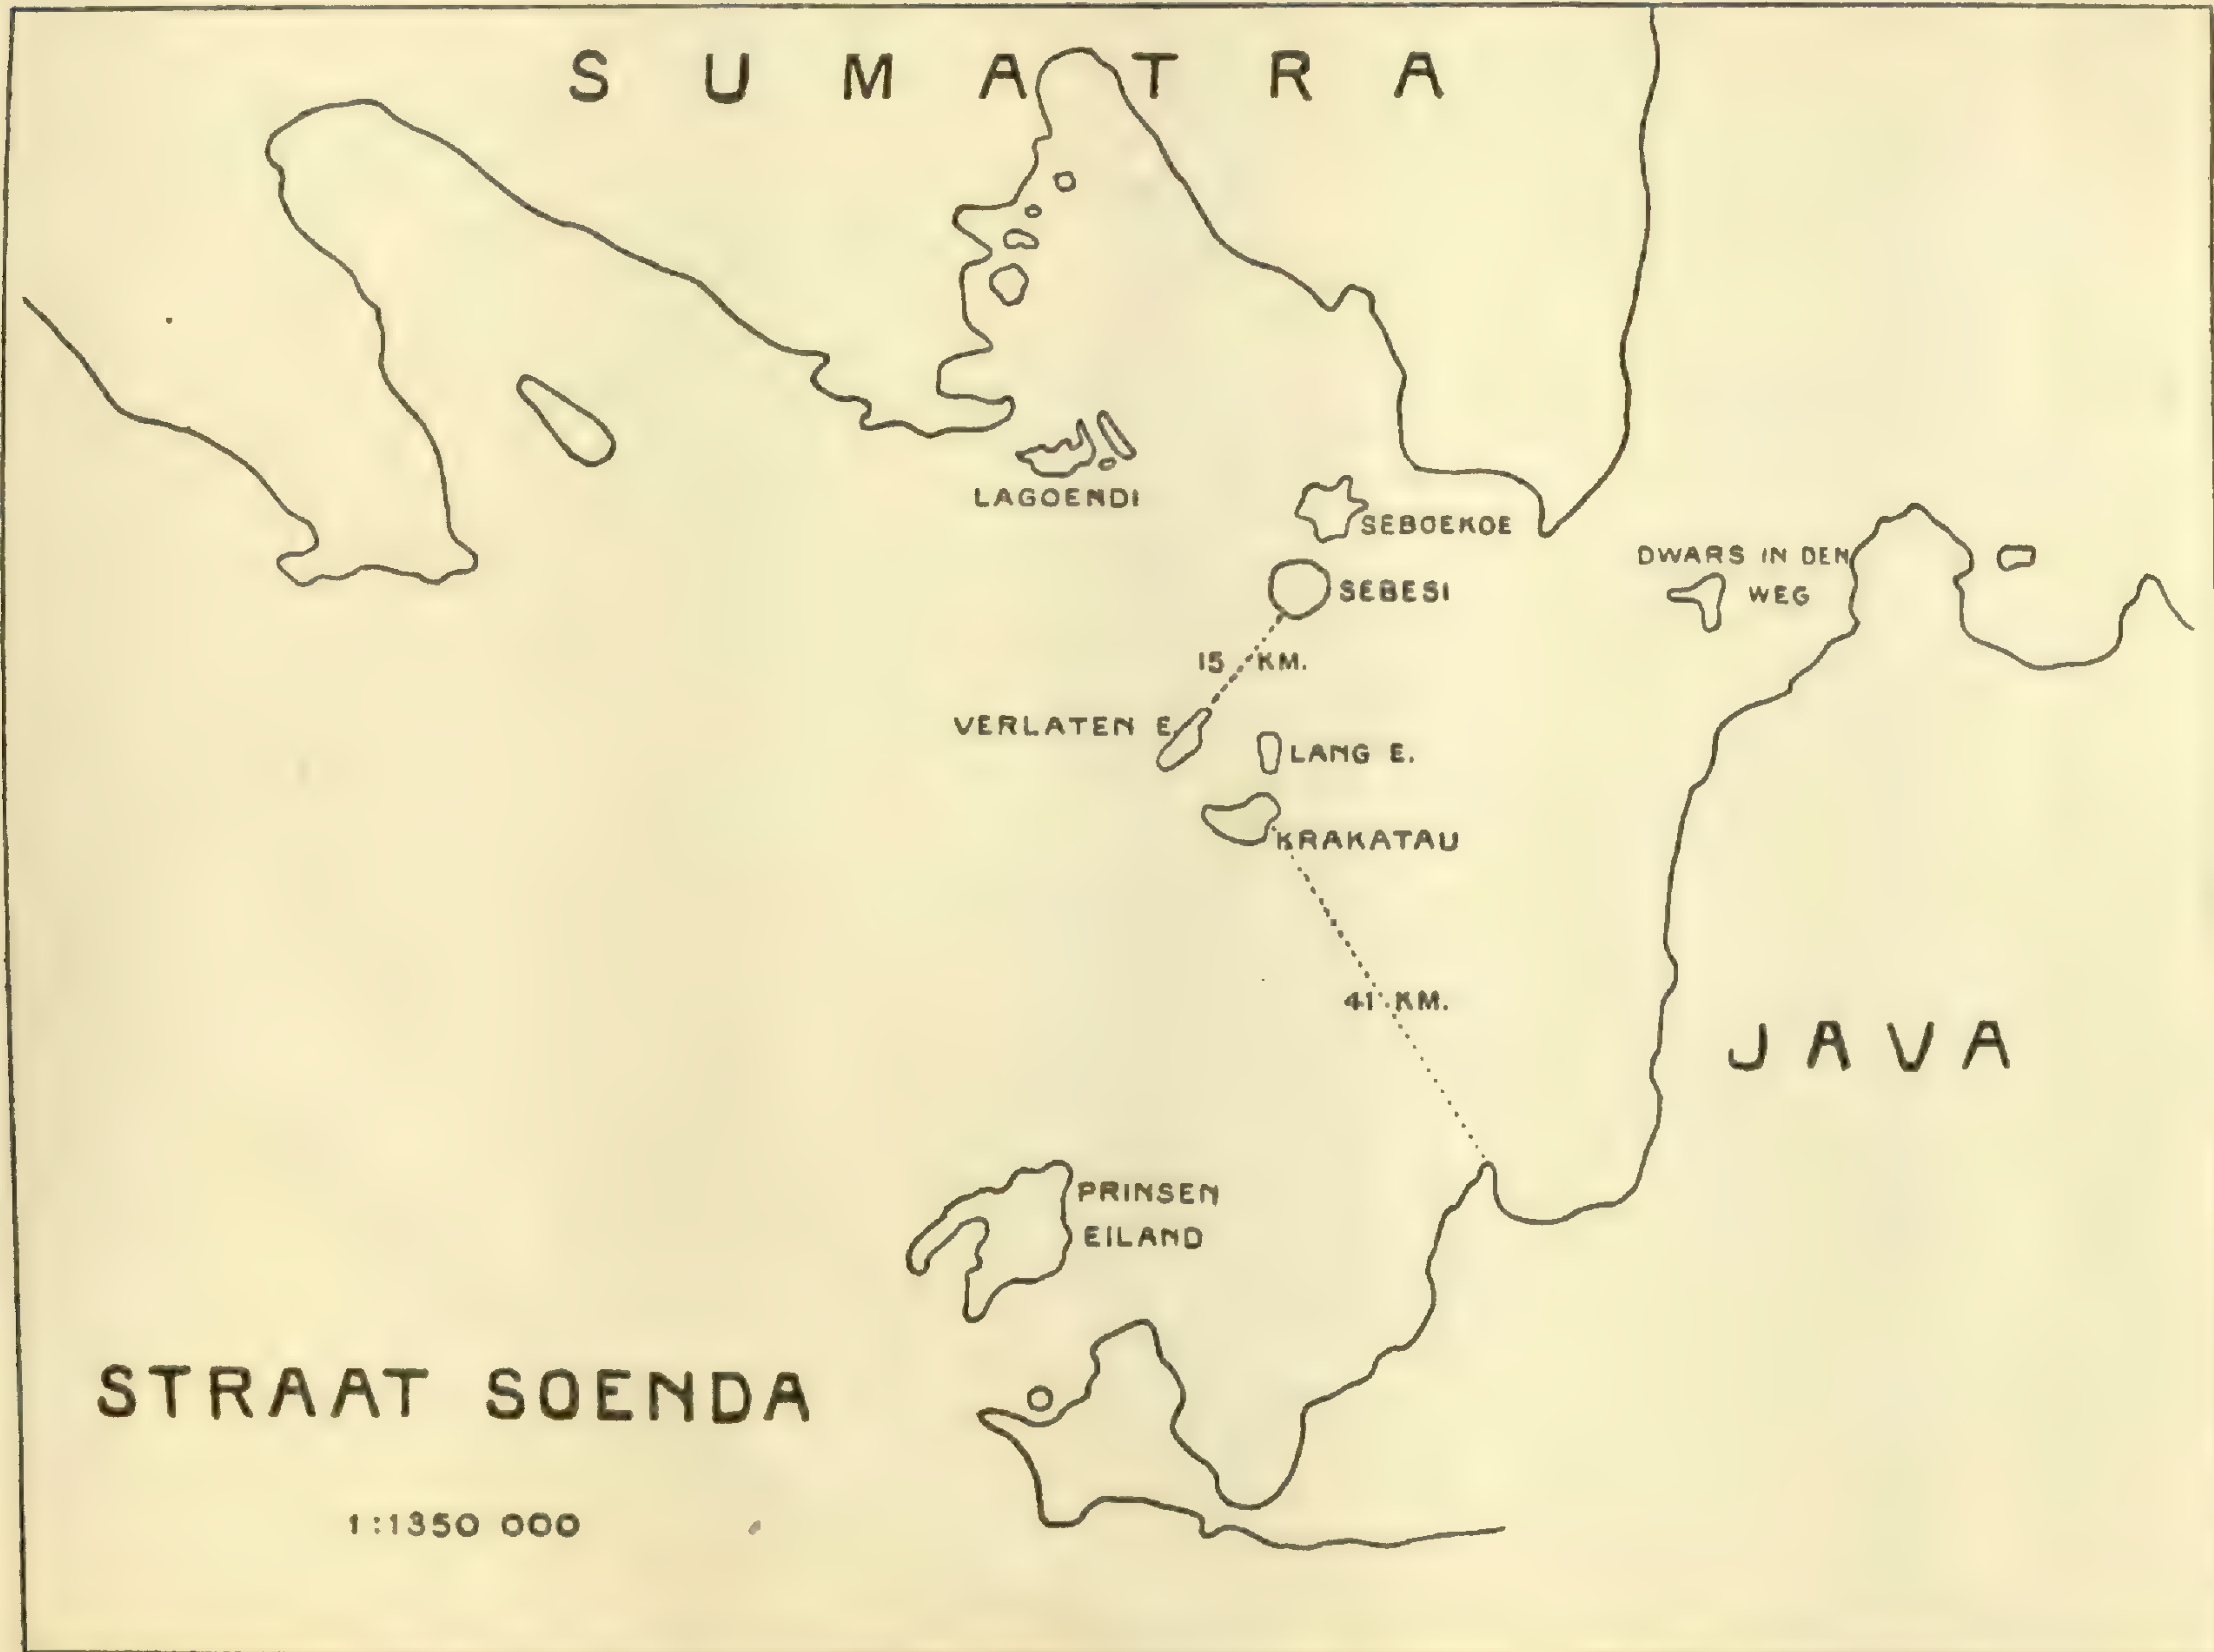 SUMATRA
LAGOENDI
SEBOEKOE
DWARS IN DEN
WEG
SEBESI
15 KM.
VERLATEN E.
LANG E.
KRAKATAU
41 KM.
JAVA
PRINSEN
EILAND
STRAAT SOENDA
1:1350 000